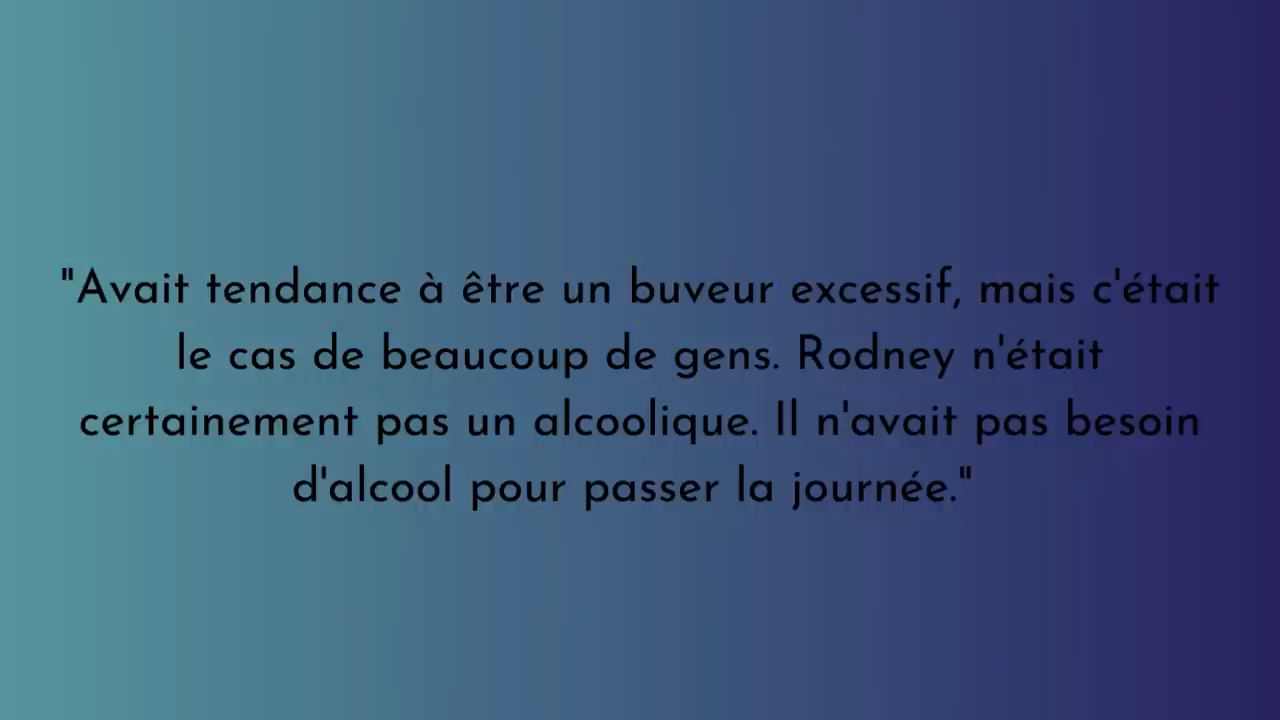 "Avait tendance à être un buveur excessif, mais c'était
le cas de beaucoup de gens. Rodney n'était
certainement pas un alcoolique. Il n'avait pas besoin
d'alcool pour passer la journée."